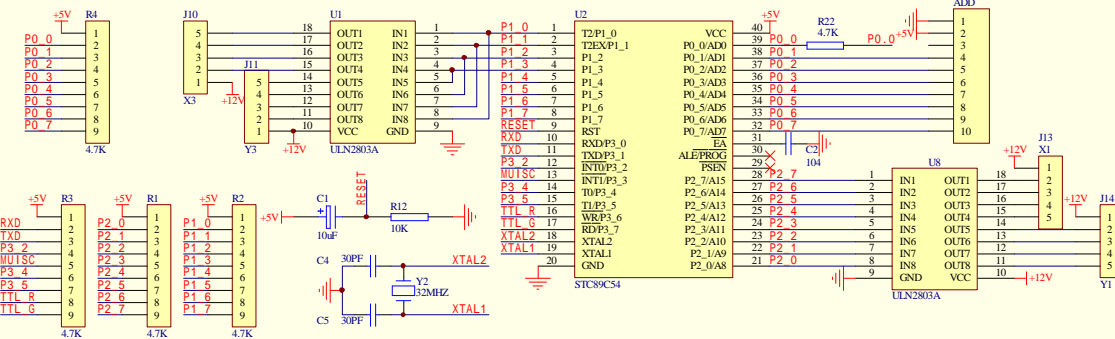 R4
+5V
P0_0
P0_1
P0_2
P0_3
P0_4
P0_5
P0_6
P0_7
1
2
3
4
5
6
7
8
9
4.7K
J10
5
4
3
2
1
X3
+12V
J11
5
4
3
2
1
Y3
+12V
U1
18 OUT1 IN1 1
17 OUT2 IN2 2
16 OUT3 IN3 3
15 OUT4 IN4 4
14 OUT5 IN5 5
13 OUT6 IN6 6
12 OUT7 IN7 7
11 OUT8 IN8 8
10 VCC GND 9
ULN2803A
U2
P1_0 1 T2/P1_0 VCC 40 +5V
P1_1 2 T2EX/P1_1 P0_0/AD0 39 P0_0
P1_2 3 P1_2 P0_1/AD1 38 P0_1
P1_3 4 P1_3 P0_2/AD2 37 P0_2
P1_4 5 P1_4 P0_3/AD3 36 P0_3
P1_5 6 P1_5 P0_4/AD4 35 P0_4
P1_6 7 P1_6 P0_5/AD5 34 P0_5
P1_7 8 P1_7 P0_6/AD6 33 P0_6
RESET 9 RST P0_7/AD7 32 P0_7
RXD 10 RXD/P3_0 EA 31
TXD 11 TXD/P3_1 ALE/PROG 30
P3_2 12 INT0/P3_2 PSEN 29
MUISC 13 INT1/P3_3 P2_7/A15 28 P2_7
P3_4 14 T0/P3_4 P2_6/A14 27 P2_6
P3_5 15 T1/P3_5 P2_5/A13 26 P2_5
TTL_R 16 WR/P3_6 P2_4/A12 25 P2_4
TTL_G 17 RD/P3_7 P2_3/A11 24 P2_3
XTAL2 18 XTAL2 P2_2/A10 23 P2_2
XTAL1 19 XTAL1 P2_1/A9 22 P2_1
20 GND P2_0/A8 21 P2_0
STC89C54
R22
4.7K
P0.0
C2
104
ADD
+5V
1
2
3
4
5
6
7
8
9
10
U8
1 IN1 OUT1 18
2 IN2 OUT2 17
3 IN3 OUT3 16
4 IN4 OUT4 15
5 IN5 OUT5 14
6 IN6 OUT6 13
7 IN7 OUT7 12
8 IN8 OUT8 11
9 GND VCC 10
+12V
ULN2803A
J13
X1
+12V
1
2
3
4
5
J14
+12V
1
2
3
4
5
Y1
R3
+5V
RXD
TXD
P3_2
MUISC
P3_4
P3_5
TTL_R
TTL_G
1
2
3
4
5
6
7
8
9
4.7K
R1
+5V
P2_0
P2_1
P2_2
P2_3
P2_4
P2_5
P2_6
P2_7
1
2
3
4
5
6
7
8
9
4.7K
R2
+5V
P1_0
P1_1
P1_2
P1_3
P1_4
P1_5
P1_6
P1_7
1
2
3
4
5
6
7
8
9
4.7K
RESET
C1
+5V
+
10uF
R12
10K
C4 30PF
XTAL2
Y2
32MHZ
C5 30PF
XTAL1